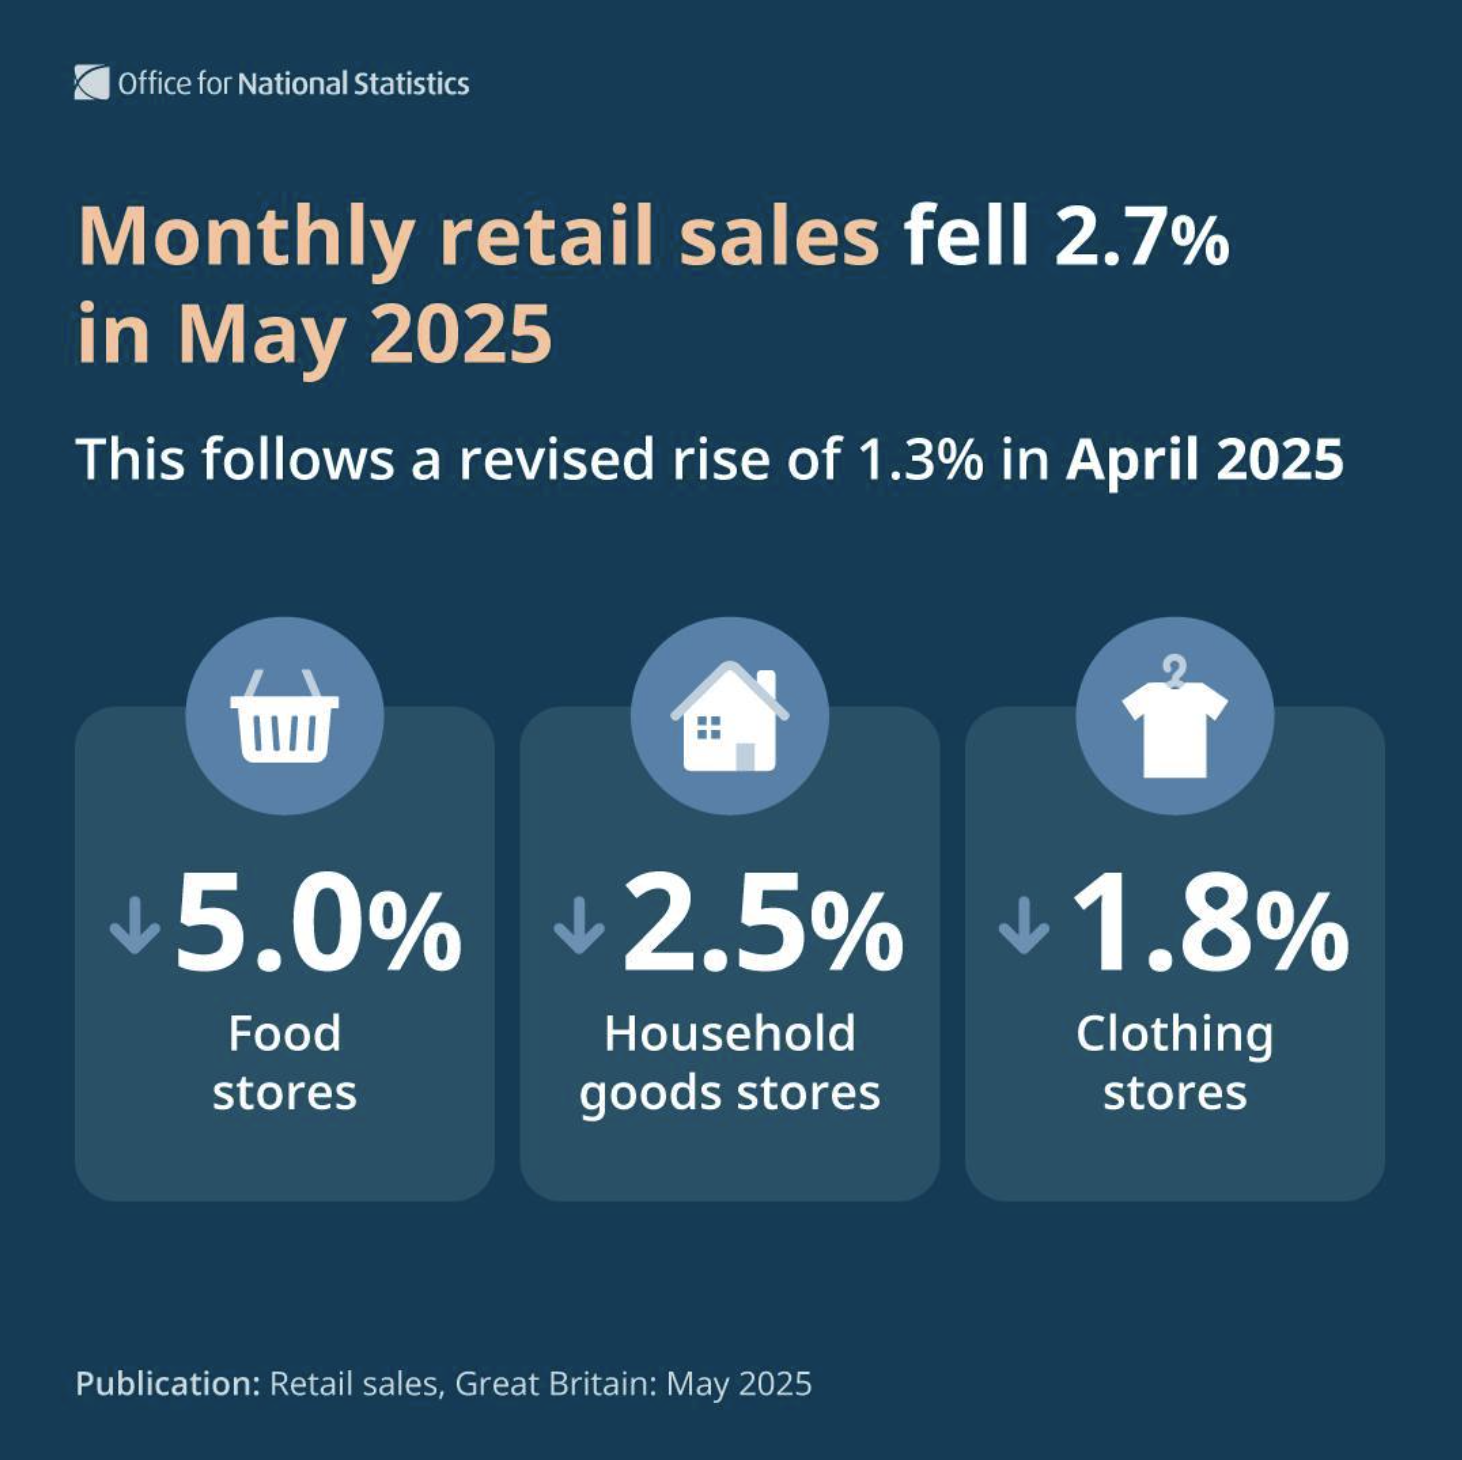 Office for National Statistics
Monthly retail sales fell 2.7%
in May 2025
This follows a revised rise of 1.3% in April 2025
5.0%
Food
stores
2.5%
Household
goods stores
1.8%
Clothing
stores
Publication: Retail sales, Great Britain: May 2025